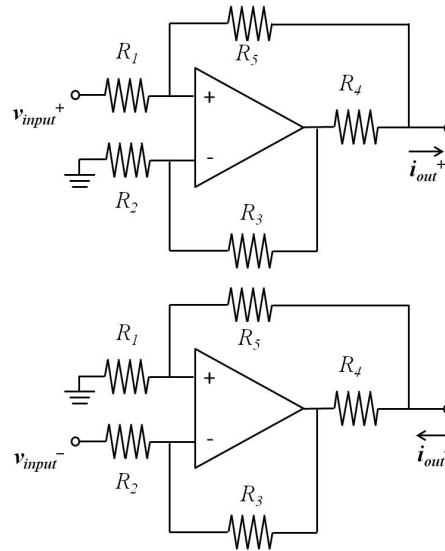 R1
R5
R4
vinput+
+
-
iout+
R2
R3
R1
R5
R4
+
-
vinput−
iout
R2
R3